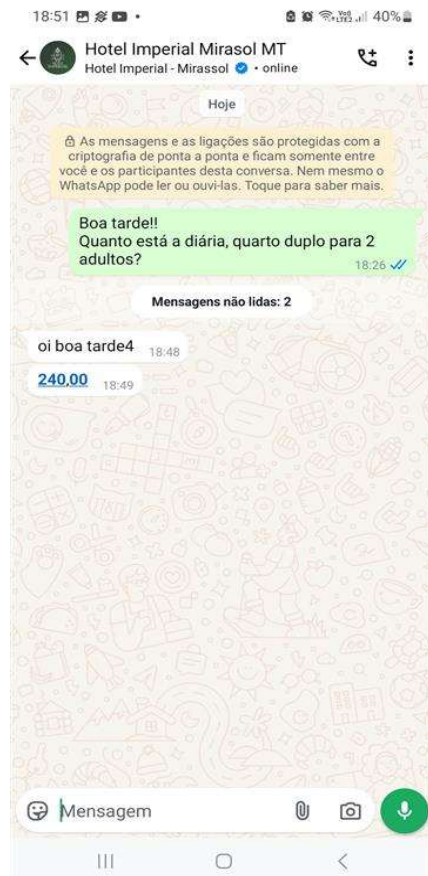 18:51
40%
Hotel Imperial Mirasol MT
Hotel Imperial - Mirassol • online
Hoje
As mensagens e as ligações são protegidas com a
criptografia de ponta a ponta e ficam somente entre
você e os participantes desta conversa. Nem mesmo o
WhatsApp pode ler ou ouvi-las. Toque para saber mais.
Boa tarde!!
Quanto está a diária, quarto duplo para 2
adultos?
18:26
Mensagens não lidas: 2
oi boa tarde4 18:48
240,00 18:49
Mensagem